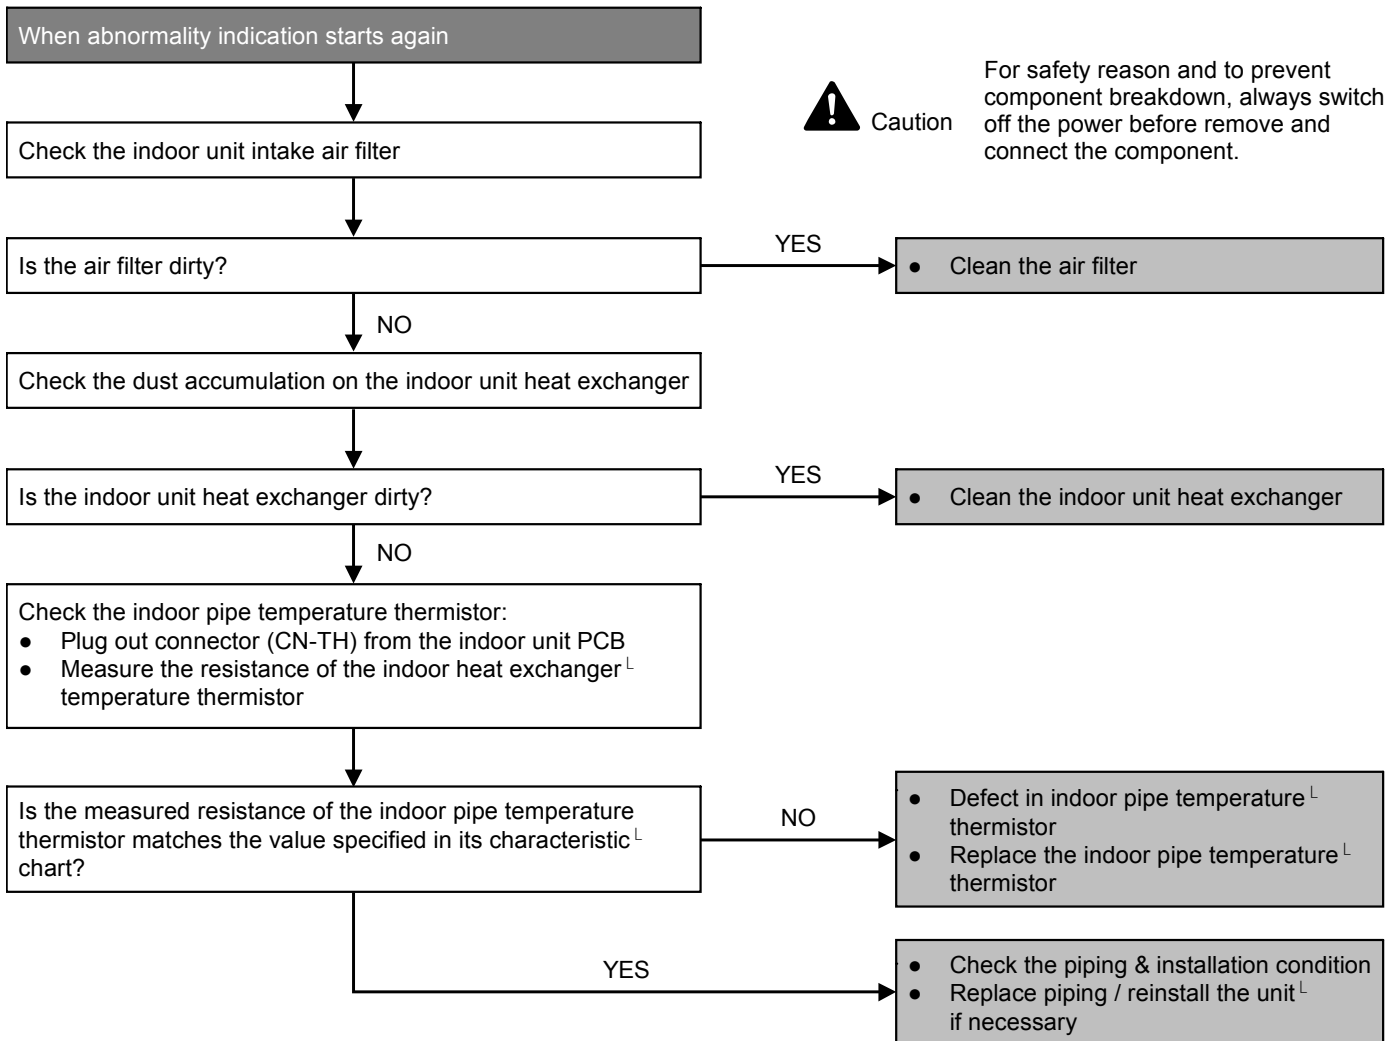 When abnormality indication starts again
Caution
For safety reason and to prevent
component breakdown, always switch
off the power before remove and
connect the component.
Check the indoor unit intake air filter
Is the air filter dirty?
YES
● Clean the air filter
NO
Check the dust accumulation on the indoor unit heat exchanger
Is the indoor unit heat exchanger dirty?
YES
● Clean the indoor unit heat exchanger
NO
Check the indoor pipe temperature thermistor:
● Plug out connector (CN-TH) from the indoor unit PCB
● Measure the resistance of the indoor heat exchanger
temperature thermistor
Is the measured resistance of the indoor pipe temperature
thermistor matches the value specified in its characteristic
chart?
NO
● Defect in indoor pipe temperature
thermistor
● Replace the indoor pipe temperature
thermistor
YES
● Check the piping & installation condition
● Replace piping / reinstall the unit
if necessary